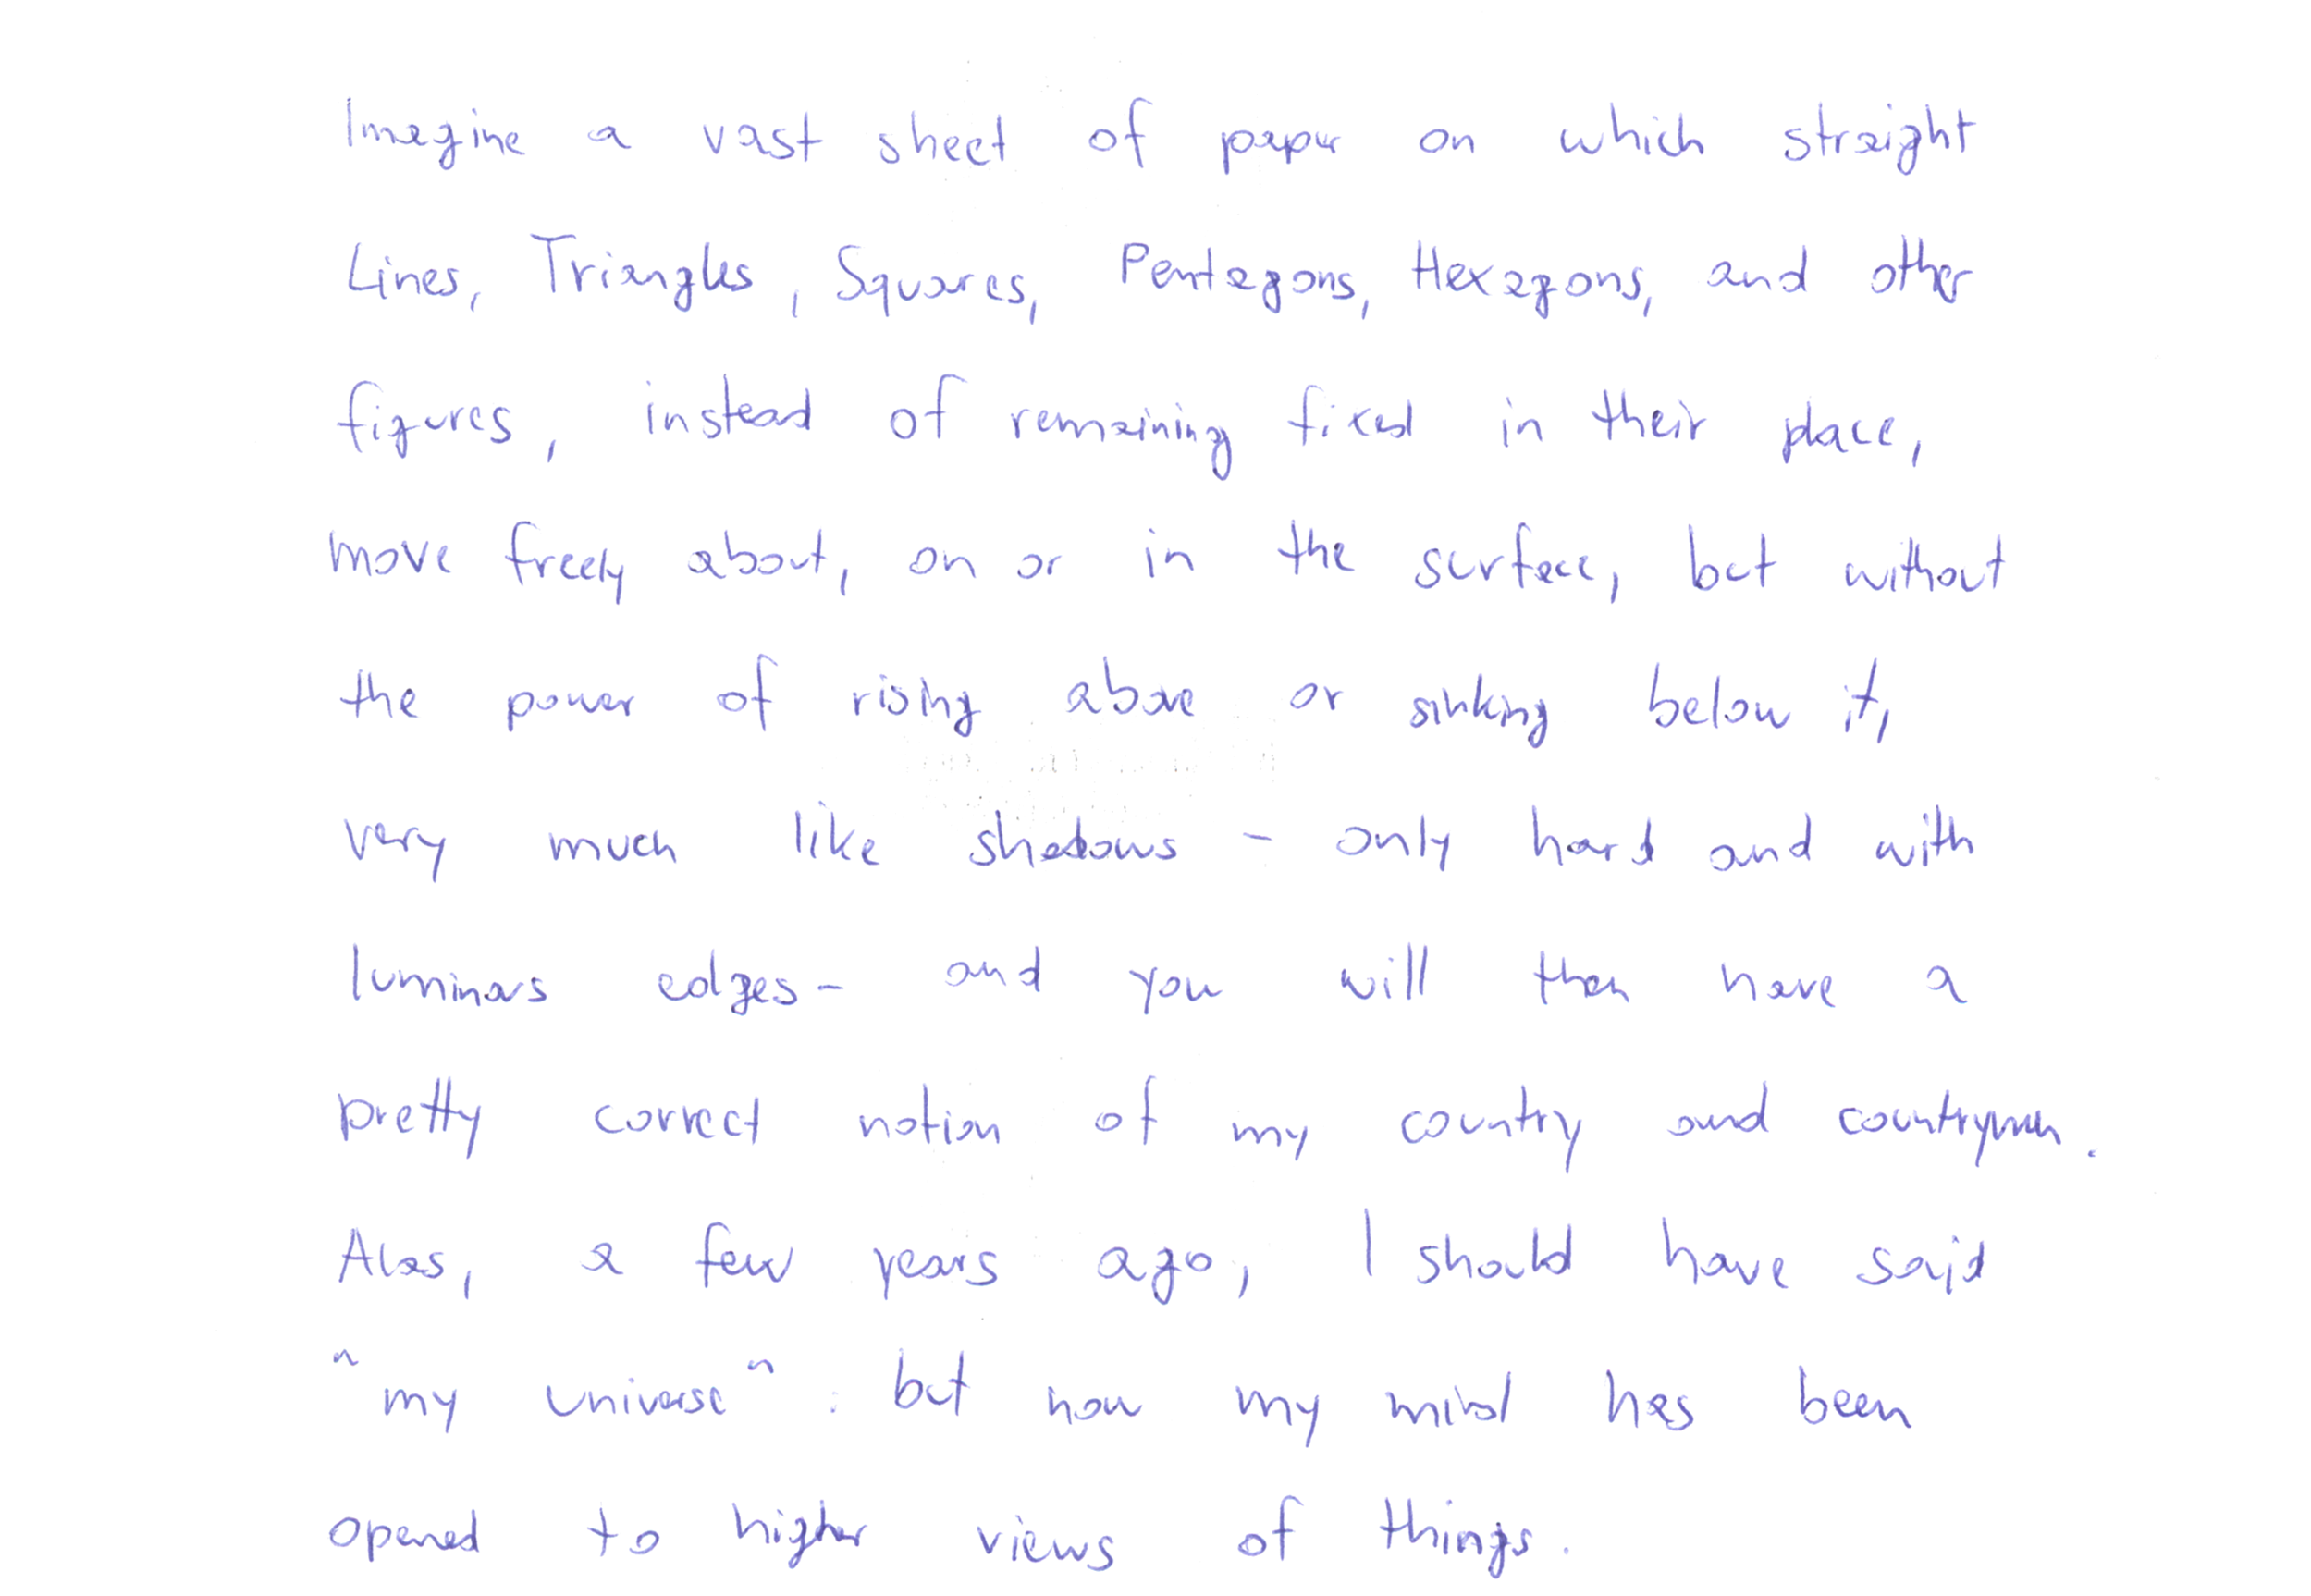 Imagine a vast sheet of paper on which straight
Lines, Triangles, Squares, Pentagons, Hexagons, and other
figures, instead of remaining fixed in their place,
move freely about, on or in the surface, but without
the power of rising above or sinking below it,
very much like shadows - only hard and with
luminous edges - and you will then have a
pretty correct notion of my country and countrymen.
Alas, a few years ago, I should have said
"my universe": but now my mind has been
opened to higher views of things.